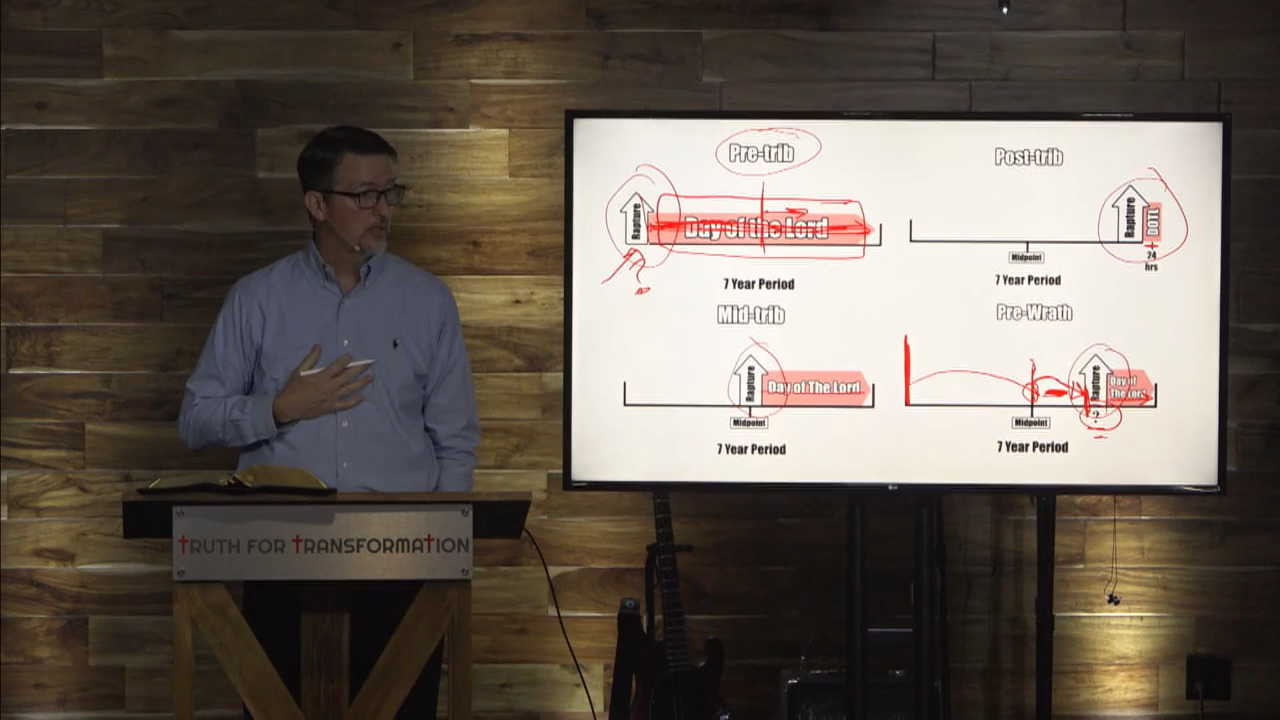 Pre-trib
Rapture
Day of the Lord
7 Year Period
Post-trib
Rapture
DOTL
24
hrs
Midpoint
7 Year Period
Mid-trib
Rapture
Day of The Lord
Midpoint
7 Year Period
Pre-Wrath
Rapture
Day of
The Lord
?
Midpoint
7 Year Period
TRUTH FOR TRANSFORMATION
LG